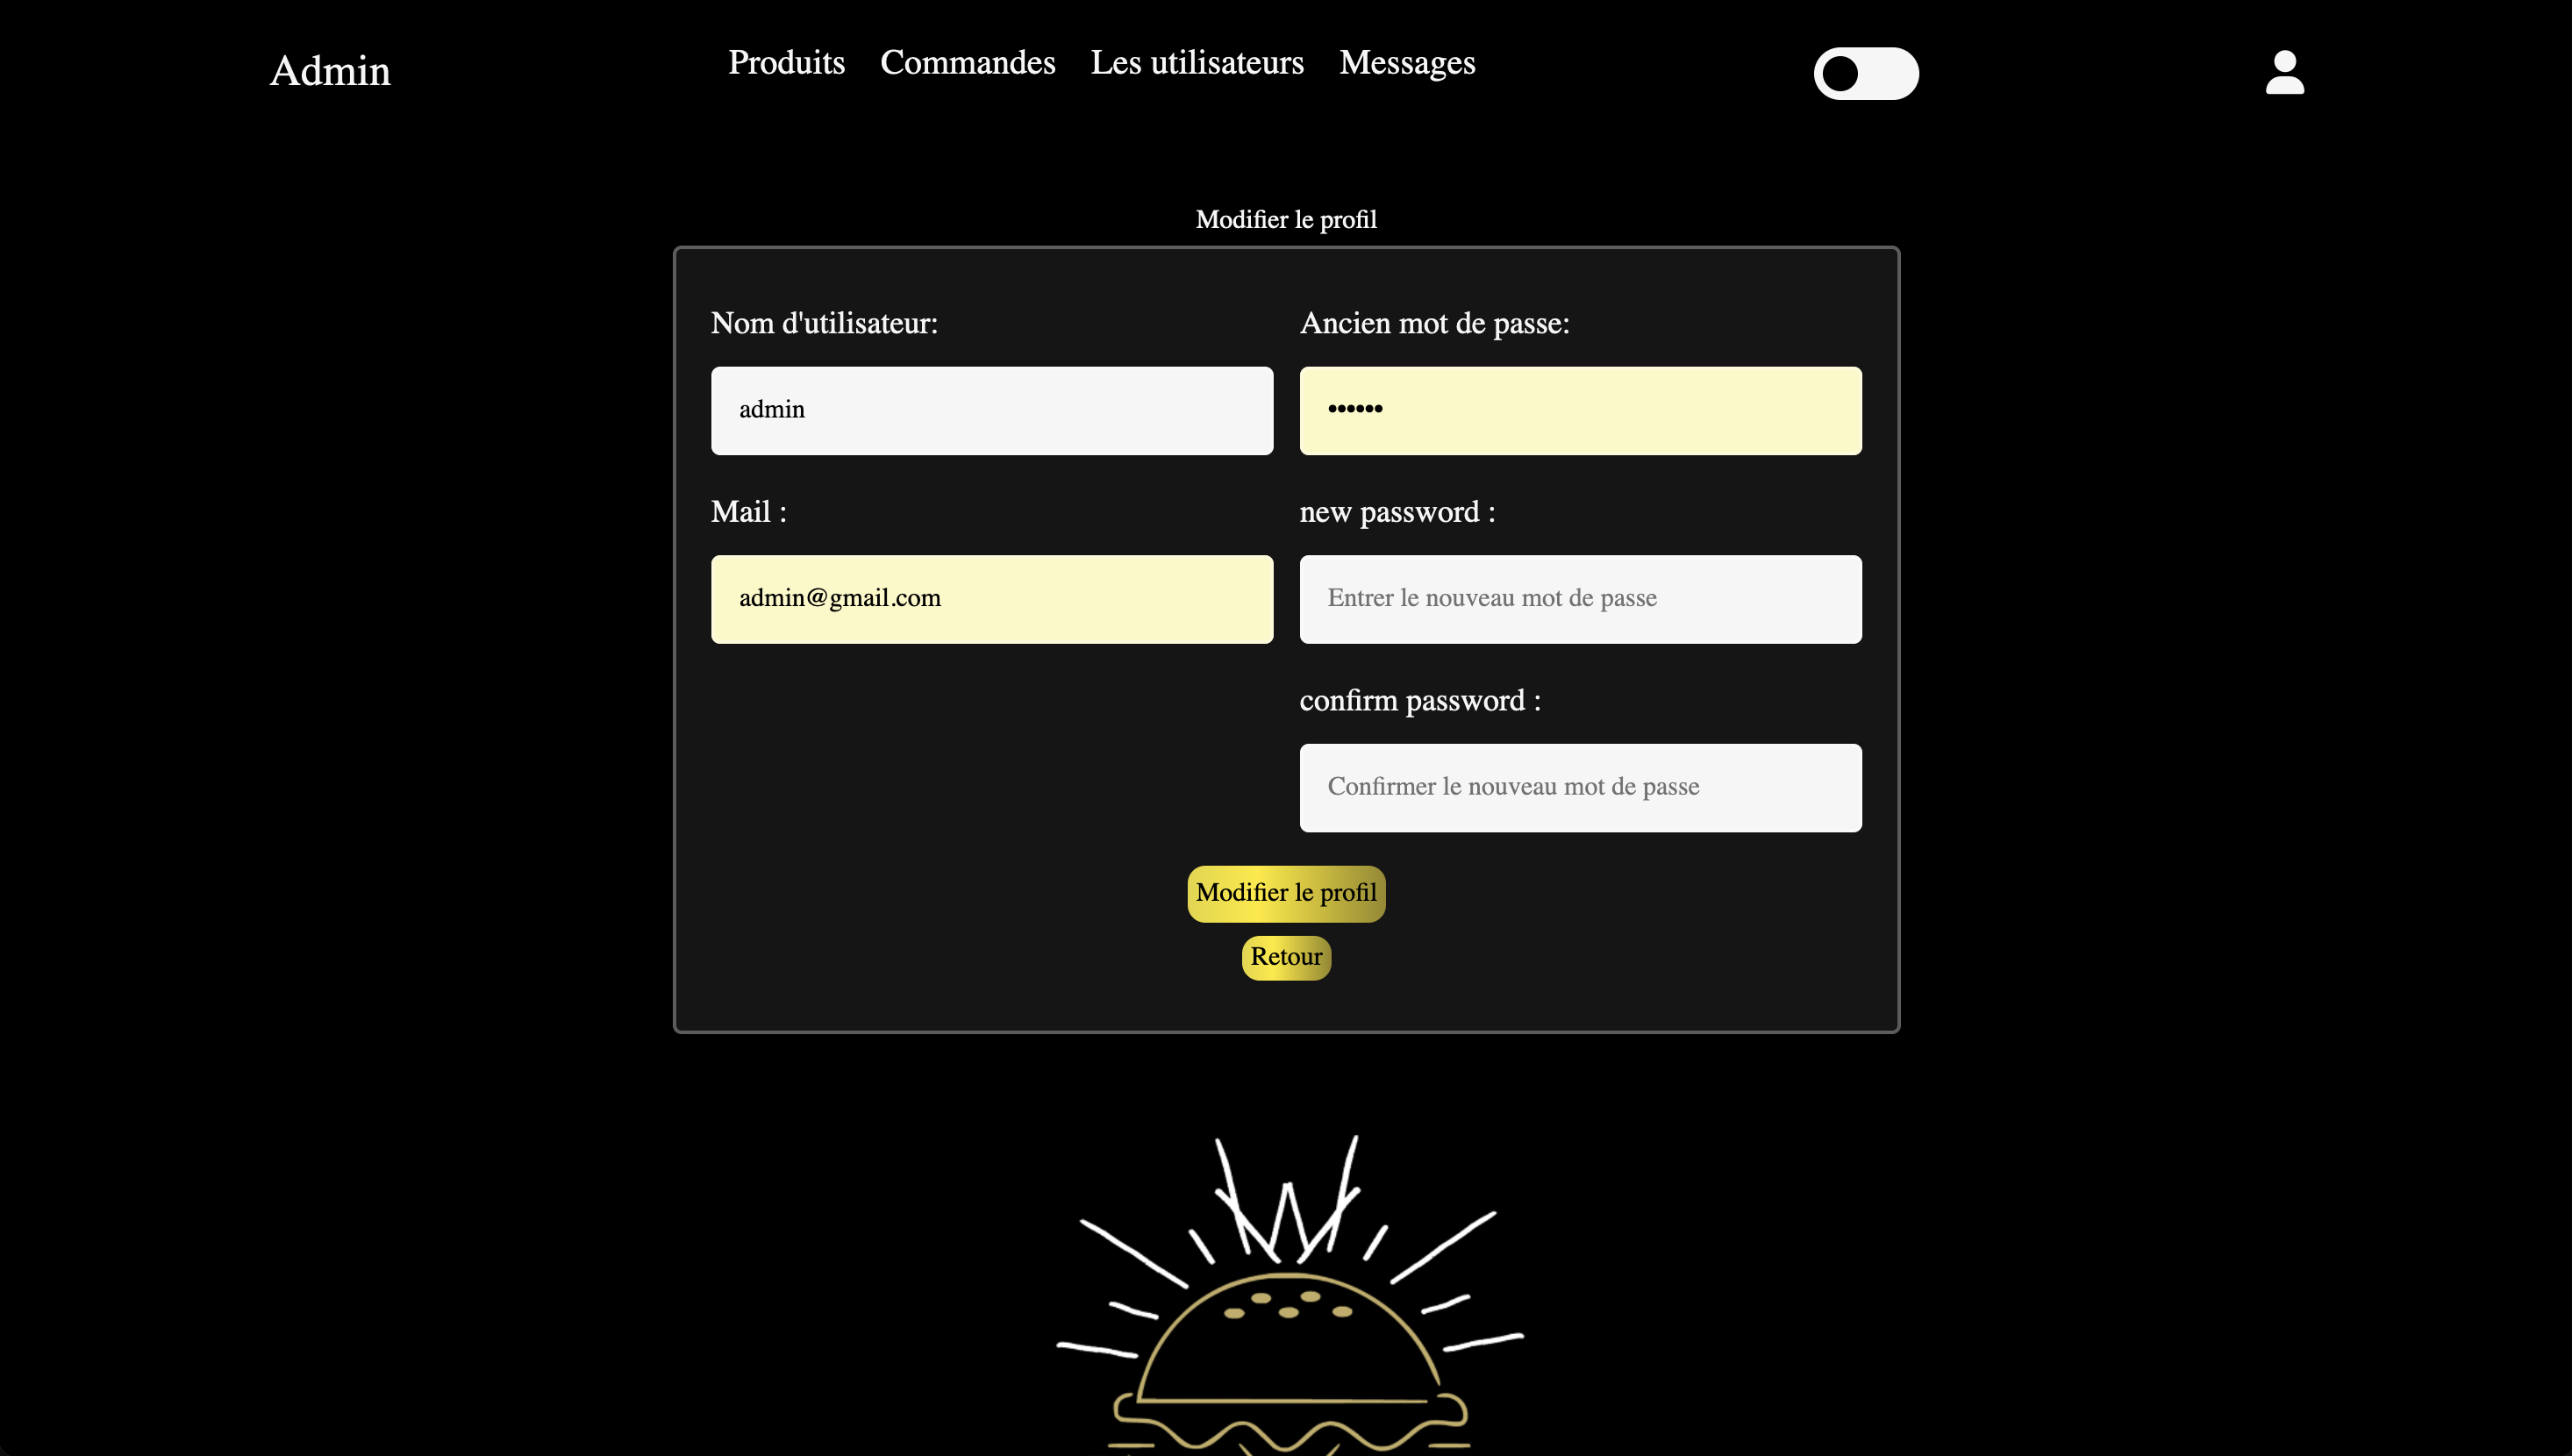 Admin
Produits Commandes Les utilisateurs Messages
Modifier le profil
Nom d'utilisateur:
admin
Mail :
admin@gmail.com
Ancien mot de passe:
••••••
new password :
Entrer le nouveau mot de passe
confirm password :
Confirmer le nouveau mot de passe
Modifier le profil
Retour